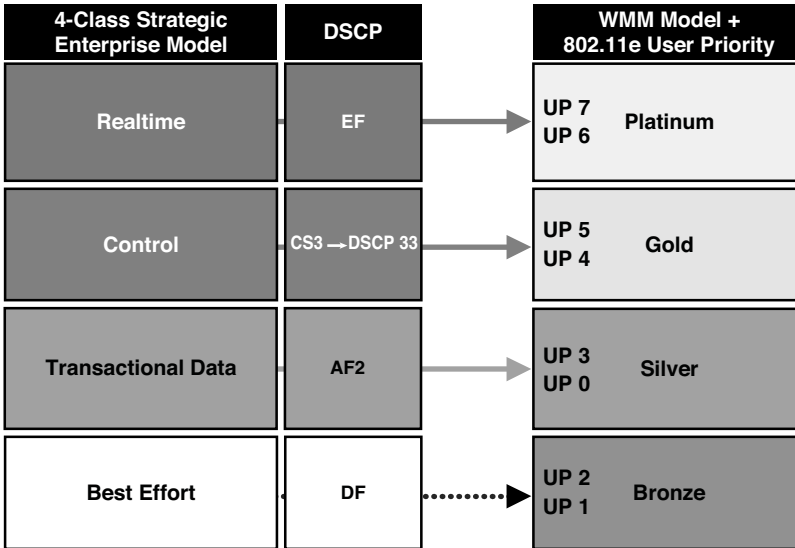 4-Class Strategic
Enterprise Model
DSCP
WMM Model +
802.11e User Priority
Realtime
EF
UP 7
UP 6
Platinum
Control
CS3 → DSCP 33
UP 5
UP 4
Gold
Transactional Data
AF2
UP 3
UP 0
Silver
Best Effort
DF
UP 2
UP 1
Bronze